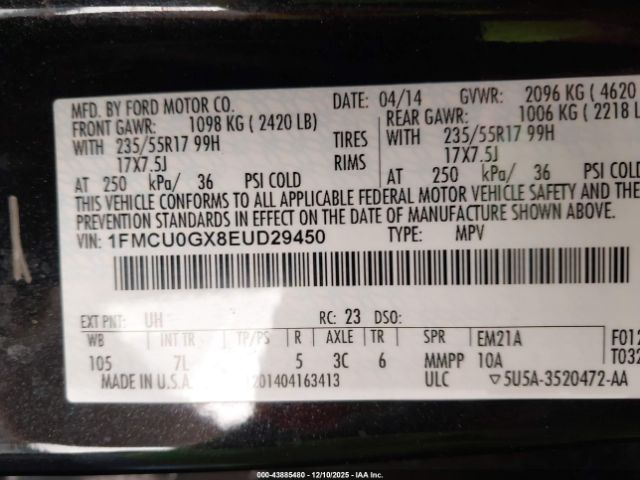 MFD. BY FORD MOTOR CO. DATE: 04/14 GVWR: 2096 KG ( 4620
FRONT GAWR: 1098 KG ( 2420 LB) REAR GAWR: 1006 KG ( 2218 L
WITH 235/55R17 99H TIRES WITH 235/55R17 99H
17X7.5J RIMS 17X7.5J
AT 250 kPa/ 36 PSI COLD AT 250 kPa/ 36 PSI COLD
THIS VEHICLE CONFORMS TO ALL APPLICABLE FEDERAL MOTOR VEHICLE SAFETY AND THE
PREVENTION STANDARDS IN EFFECT ON THE DATE OF MANUFACTURE SHOWN ABOVE.
VIN: 1FMCU0GX8EUD29450 TYPE: MPV
EXT PNT: UH RC: 23 DSO:
WB INT TR TP/PS R AXLE TR SPR EM21A F012
105 7L 5 3C 6 MMPP 10A T032
MADE IN U.S.A. 201404163413 ULC ▽5U5A-3520472-AA
000-43885480 - 12/10/2025 - IAA Inc.